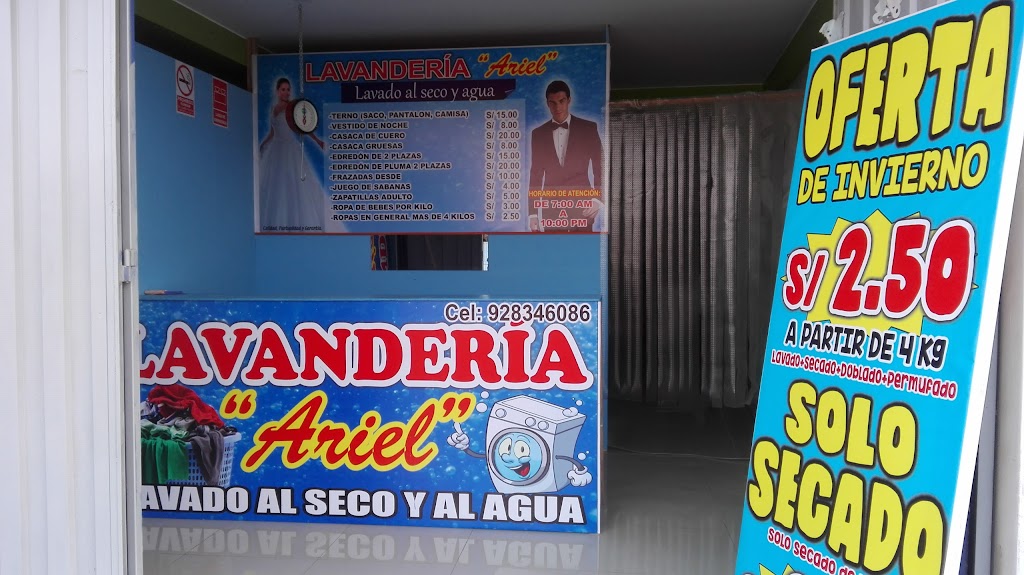 LAVANDERÍA "Ariel"
Lavado al seco y agua
-TERNO (SACO, PANTALON, CAMISA) S/ 15.00
-VESTIDO DE NOCHE S/ 8.00
-CASACA DE CUERO S/ 20.00
-CASACA GRUESAS S/ 8.00
-EDREDÓN DE 2 PLAZAS S/ 15.00
-EDREDÓN DE PLUMA 2 PLAZAS S/ 20.00
-FRAZADAS DESDE S/ 10.00
-JUEGO DE SABANAS S/ 4.00
-ZAPATILLAS ADULTO S/ 5.00
-ROPA DE BEBES POR KILO S/ 3.00
-ROPAS EN GENERAL MAS DE 4 KILOS S/ 2.50
HORARIO DE ATENCIÓN:
DE 7:00 AM
A
10:00 PM
Cel: 928346086
LAVANDERÍA
"Ariel"
LAVADO AL SECO Y AL AGUA
OFERTA
DE INVIERNO
S/ 2.50
A PARTIR DE 4 KG
LAVADO+SECADO+DOBLADO+PERMUFADO
SOLO
SECADO
SOLO SECADO